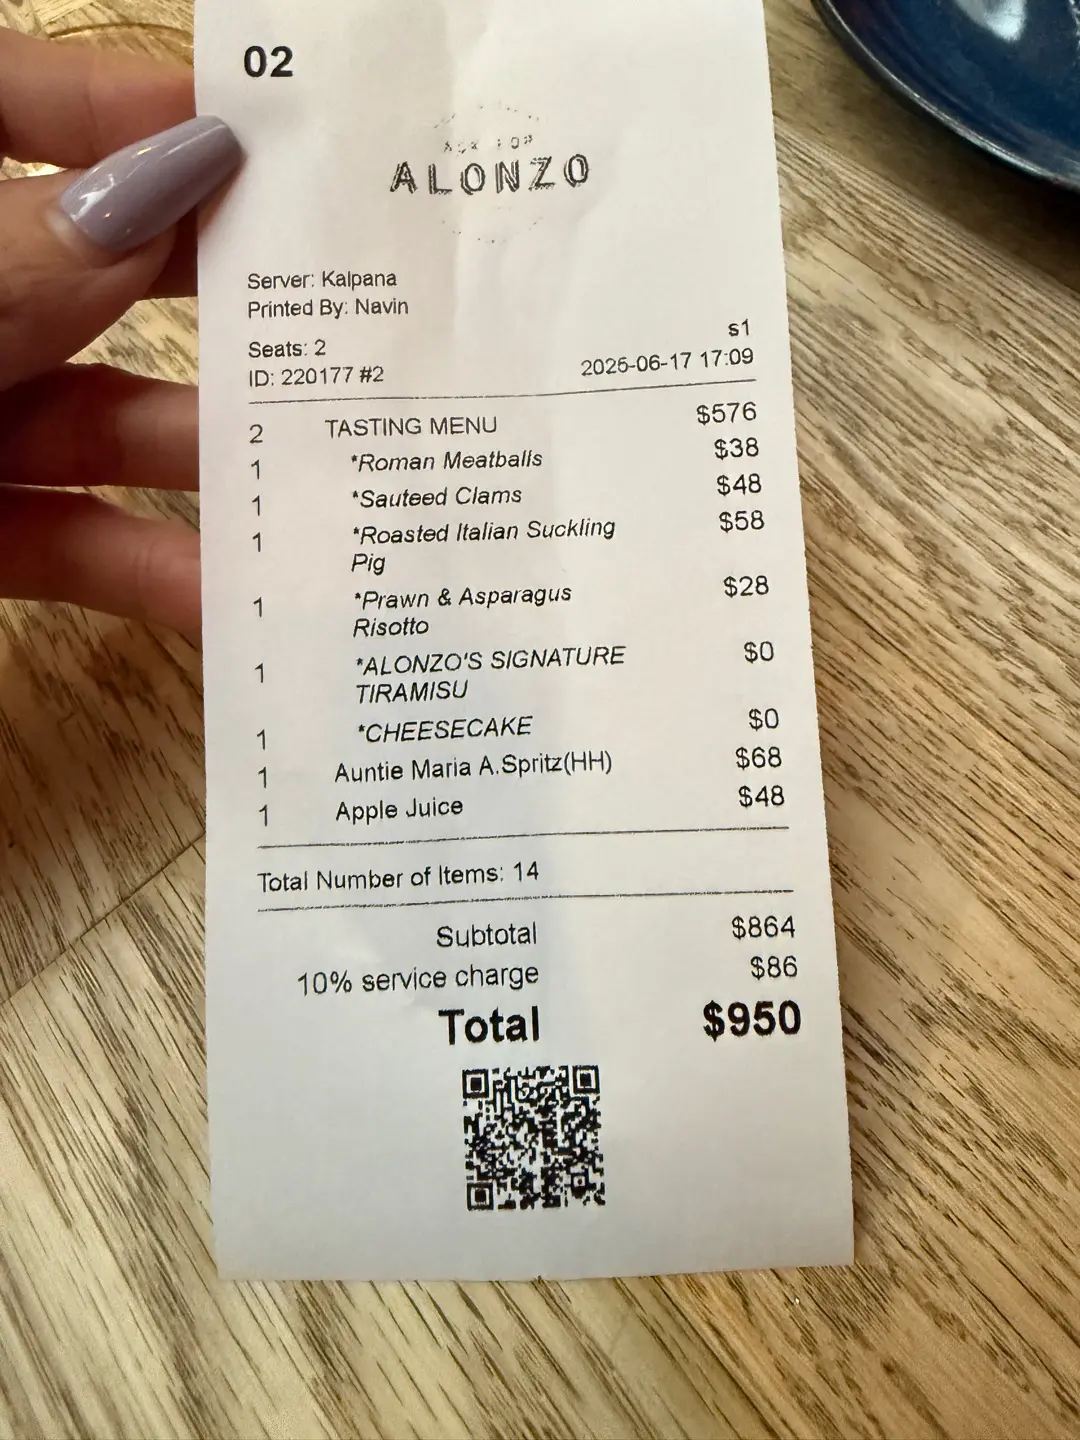 02
ASK FOR
ALONZO
Server: Kalpana
Printed By: Navin
Seats: 2 s1
ID: 220177 #2 2025-06-17 17:09
2 TASTING MENU $576
1 *Roman Meatballs $38
1 *Sauteed Clams $48
1 *Roasted Italian Suckling $58
Pig
1 *Prawn & Asparagus $28
Risotto
1 *ALONZO'S SIGNATURE $0
TIRAMISU
1 *CHEESECAKE $0
1 Auntie Maria A.Spritz(HH) $68
1 Apple Juice $48
Total Number of Items: 14
Subtotal $864
10% service charge $86
Total $950